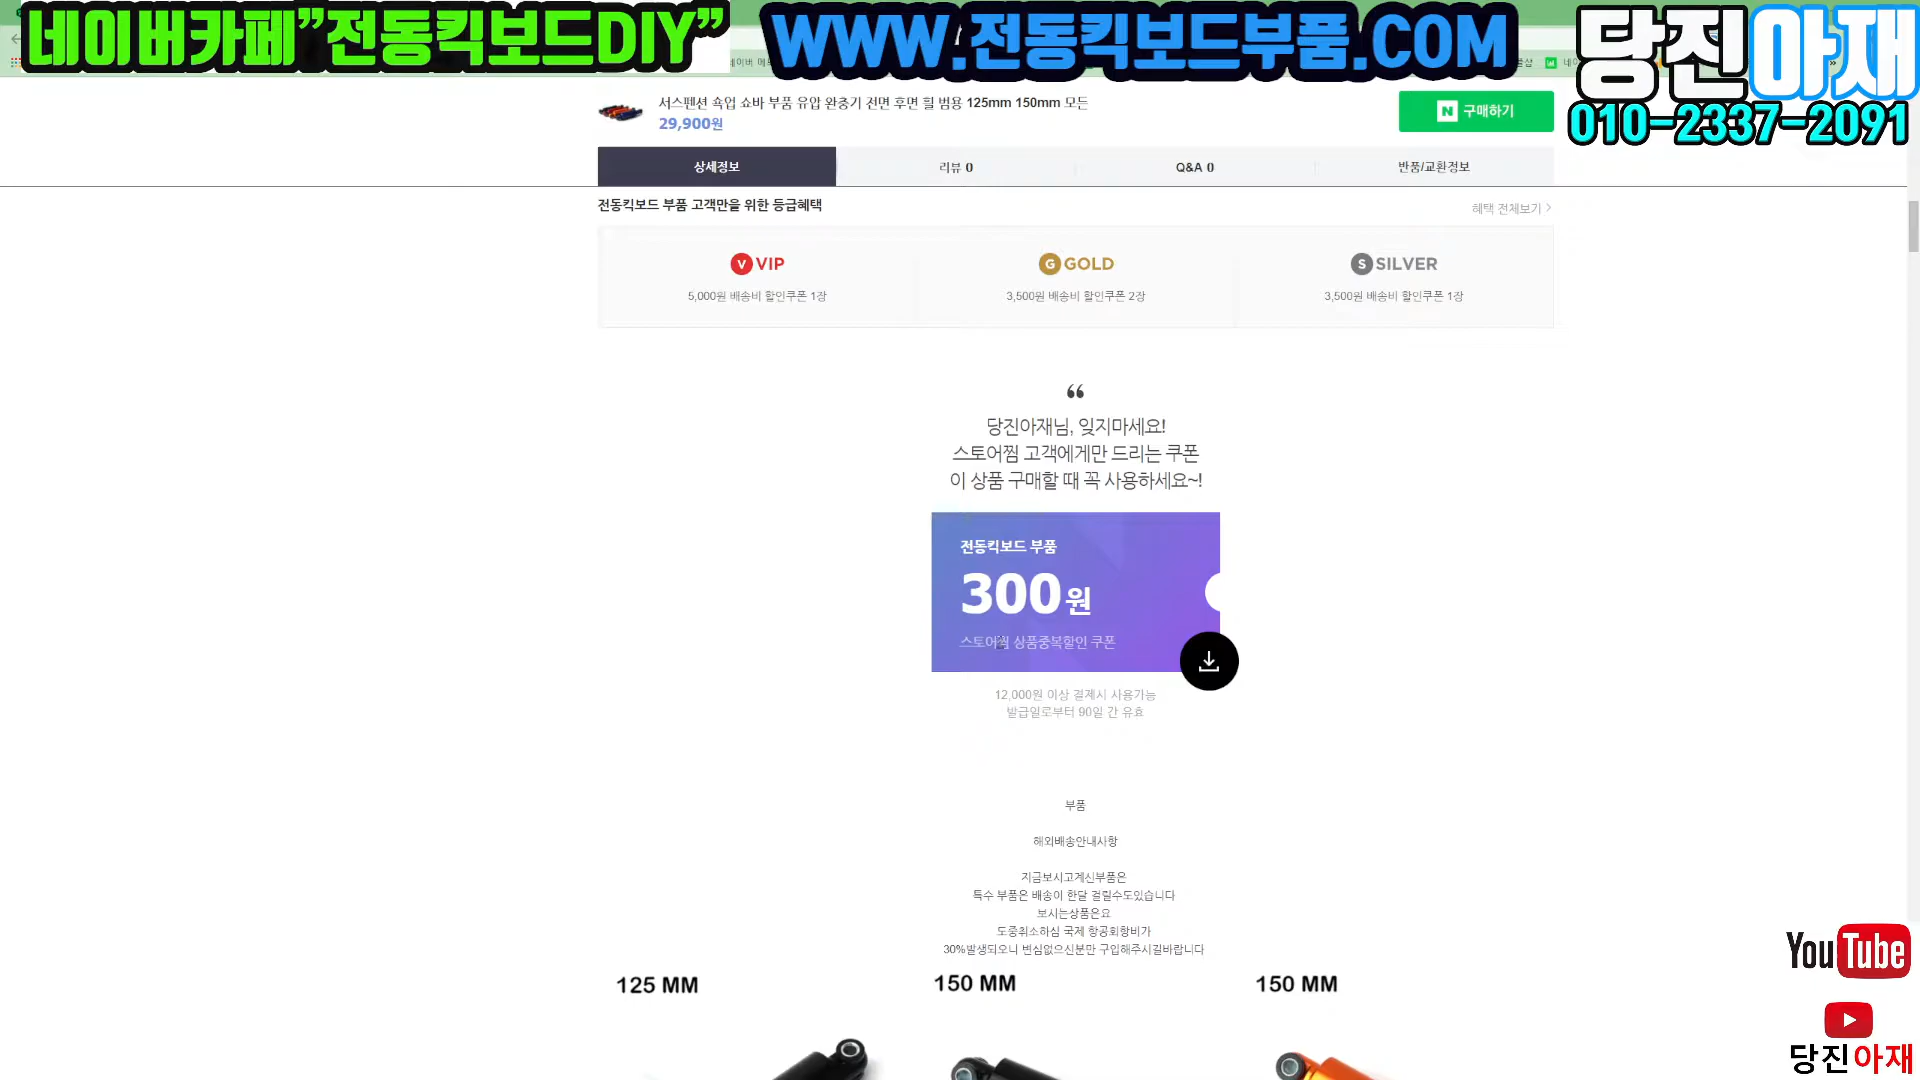 네이버카페"전동킥보드DIY"
WWW.전동킥보드부품.COM
당진아재
010-2337-2091
서스펜션 쇽업 쇼바 부품 유압 완충기 전면 후면 힐 범용 125mm 150mm 모든
29,900원
N 구매하기
상세정보
리뷰 0
Q&A 0
반품/교환정보
전동킥보드 부품 고객만을 위한 등급혜택
혜택 전체보기 >
V VIP
G GOLD
S SILVER
5,000원 배송비 할인쿠폰 1장
3,500원 배송비 할인쿠폰 2장
3,500원 배송비 할인쿠폰 1장
“
당진아재님, 잊지마세요!
스토어찜 고객에게만 드리는 쿠폰
이 상품 구매할 때 꼭 사용하세요~!
전동킥보드 부품
300원
스토어찜 상품중복할인 쿠폰
12,000원 이상 결제시 사용가능
발급일로부터 90일 간 유효
부품
해외배송안내사항
지금보시고계신부품은
특수 부품은 배송이 한달 걸릴수도있습니다
보시는상품은요
도중취소하심 국제 항공회항비가
30%발생되오니 변심없으신분만 구입해주시길바랍니다
125 MM
150 MM
150 MM
YouTube
당진아재